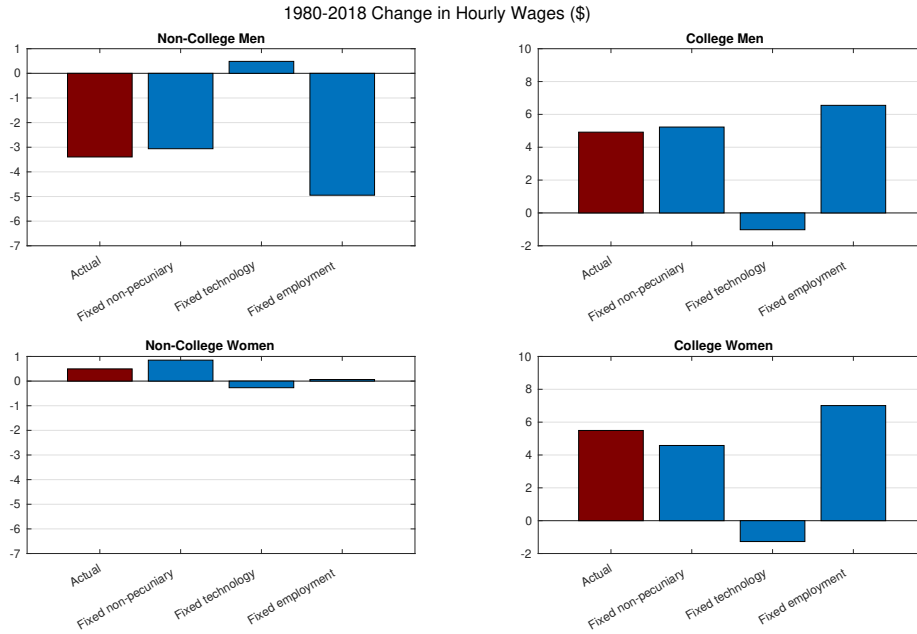 1980-2018 Change in Hourly Wages ($)
Non-College Men
1
0
-1
-2
-3
-4
-5
-6
-7
Actual
Fixed non-pecuniary
Fixed technology
Fixed employment
College Men
10
8
6
4
2
0
-2
Actual
Fixed non-pecuniary
Fixed technology
Fixed employment
Non-College Women
1
0
-1
-2
-3
-4
-5
-6
-7
Actual
Fixed non-pecuniary
Fixed technology
Fixed employment
College Women
10
8
6
4
2
0
-2
Actual
Fixed non-pecuniary
Fixed technology
Fixed employment